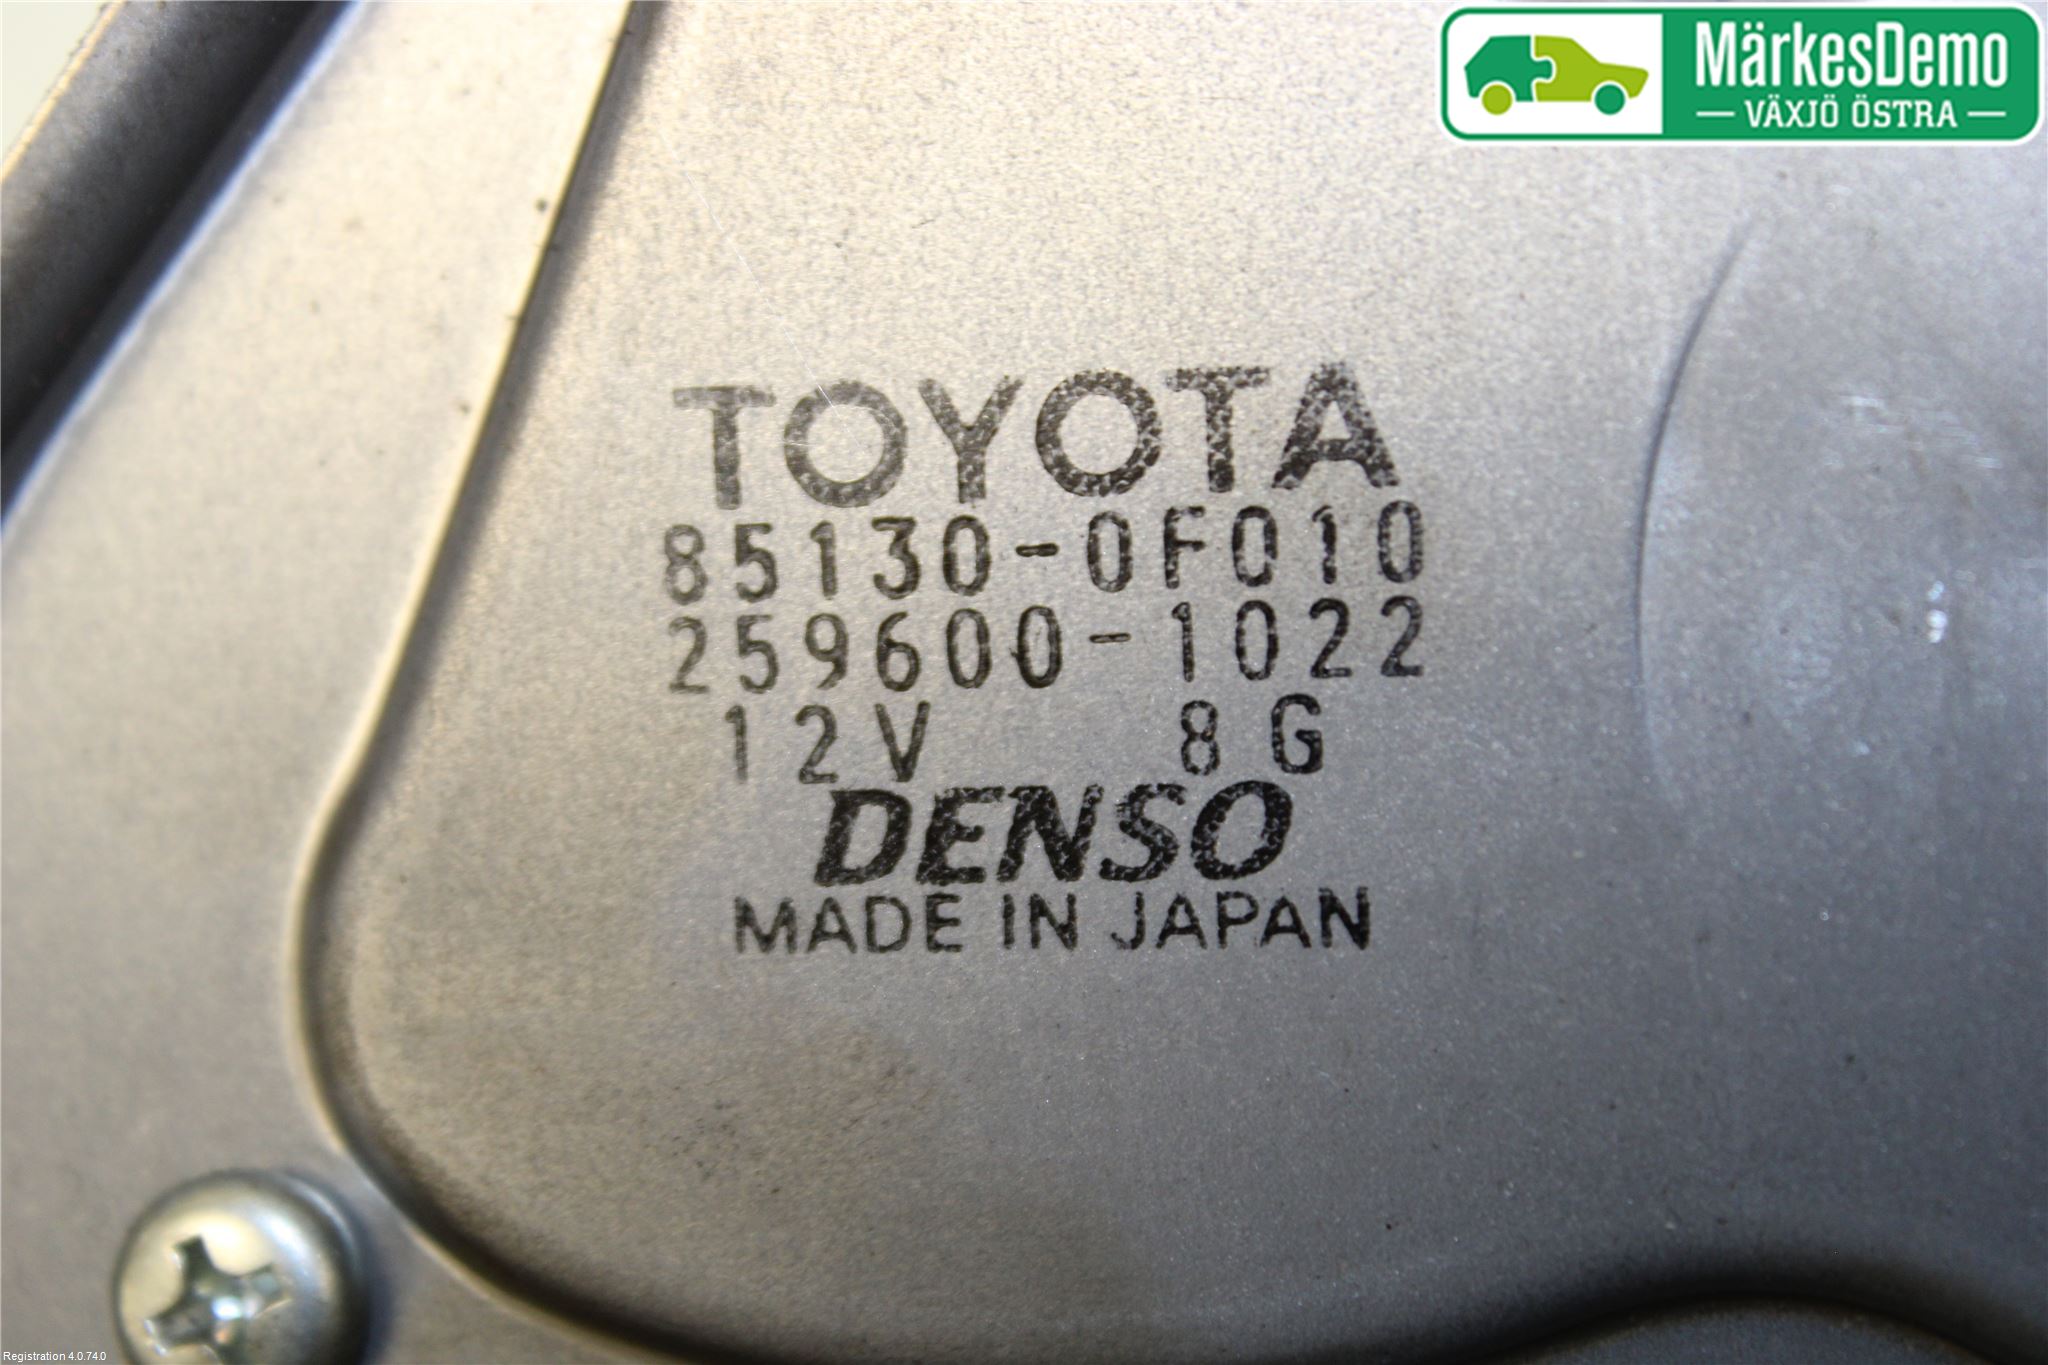 MärkesDemo
VÄXJÖ ÖSTRA
TOYOTA
85130-0F010
259600-1022
12V 8G
DENSO
MADE IN JAPAN
Registration 4.0.74.0